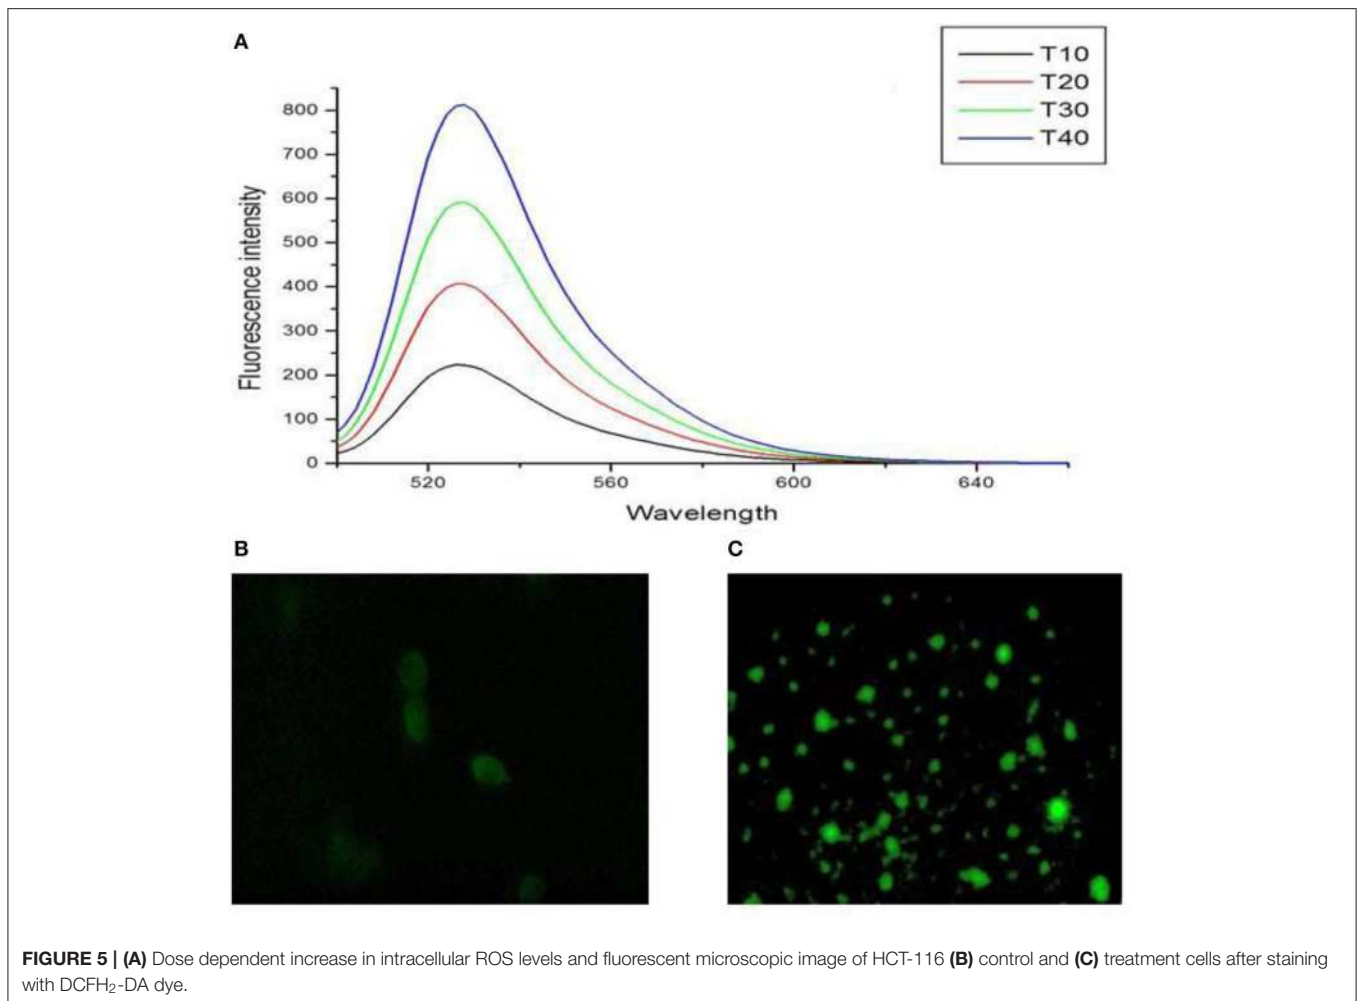 A
T10
T20
T30
T40
Fluorescence intensity
800
700
600
500
400
300
200
100
0
520 560 600 640
Wavelength
B C
FIGURE 5 | (A) Dose dependent increase in intracellular ROS levels and fluorescent microscopic image of HCT-116 (B) control and (C) treatment cells after staining
with DCFH₂-DA dye.